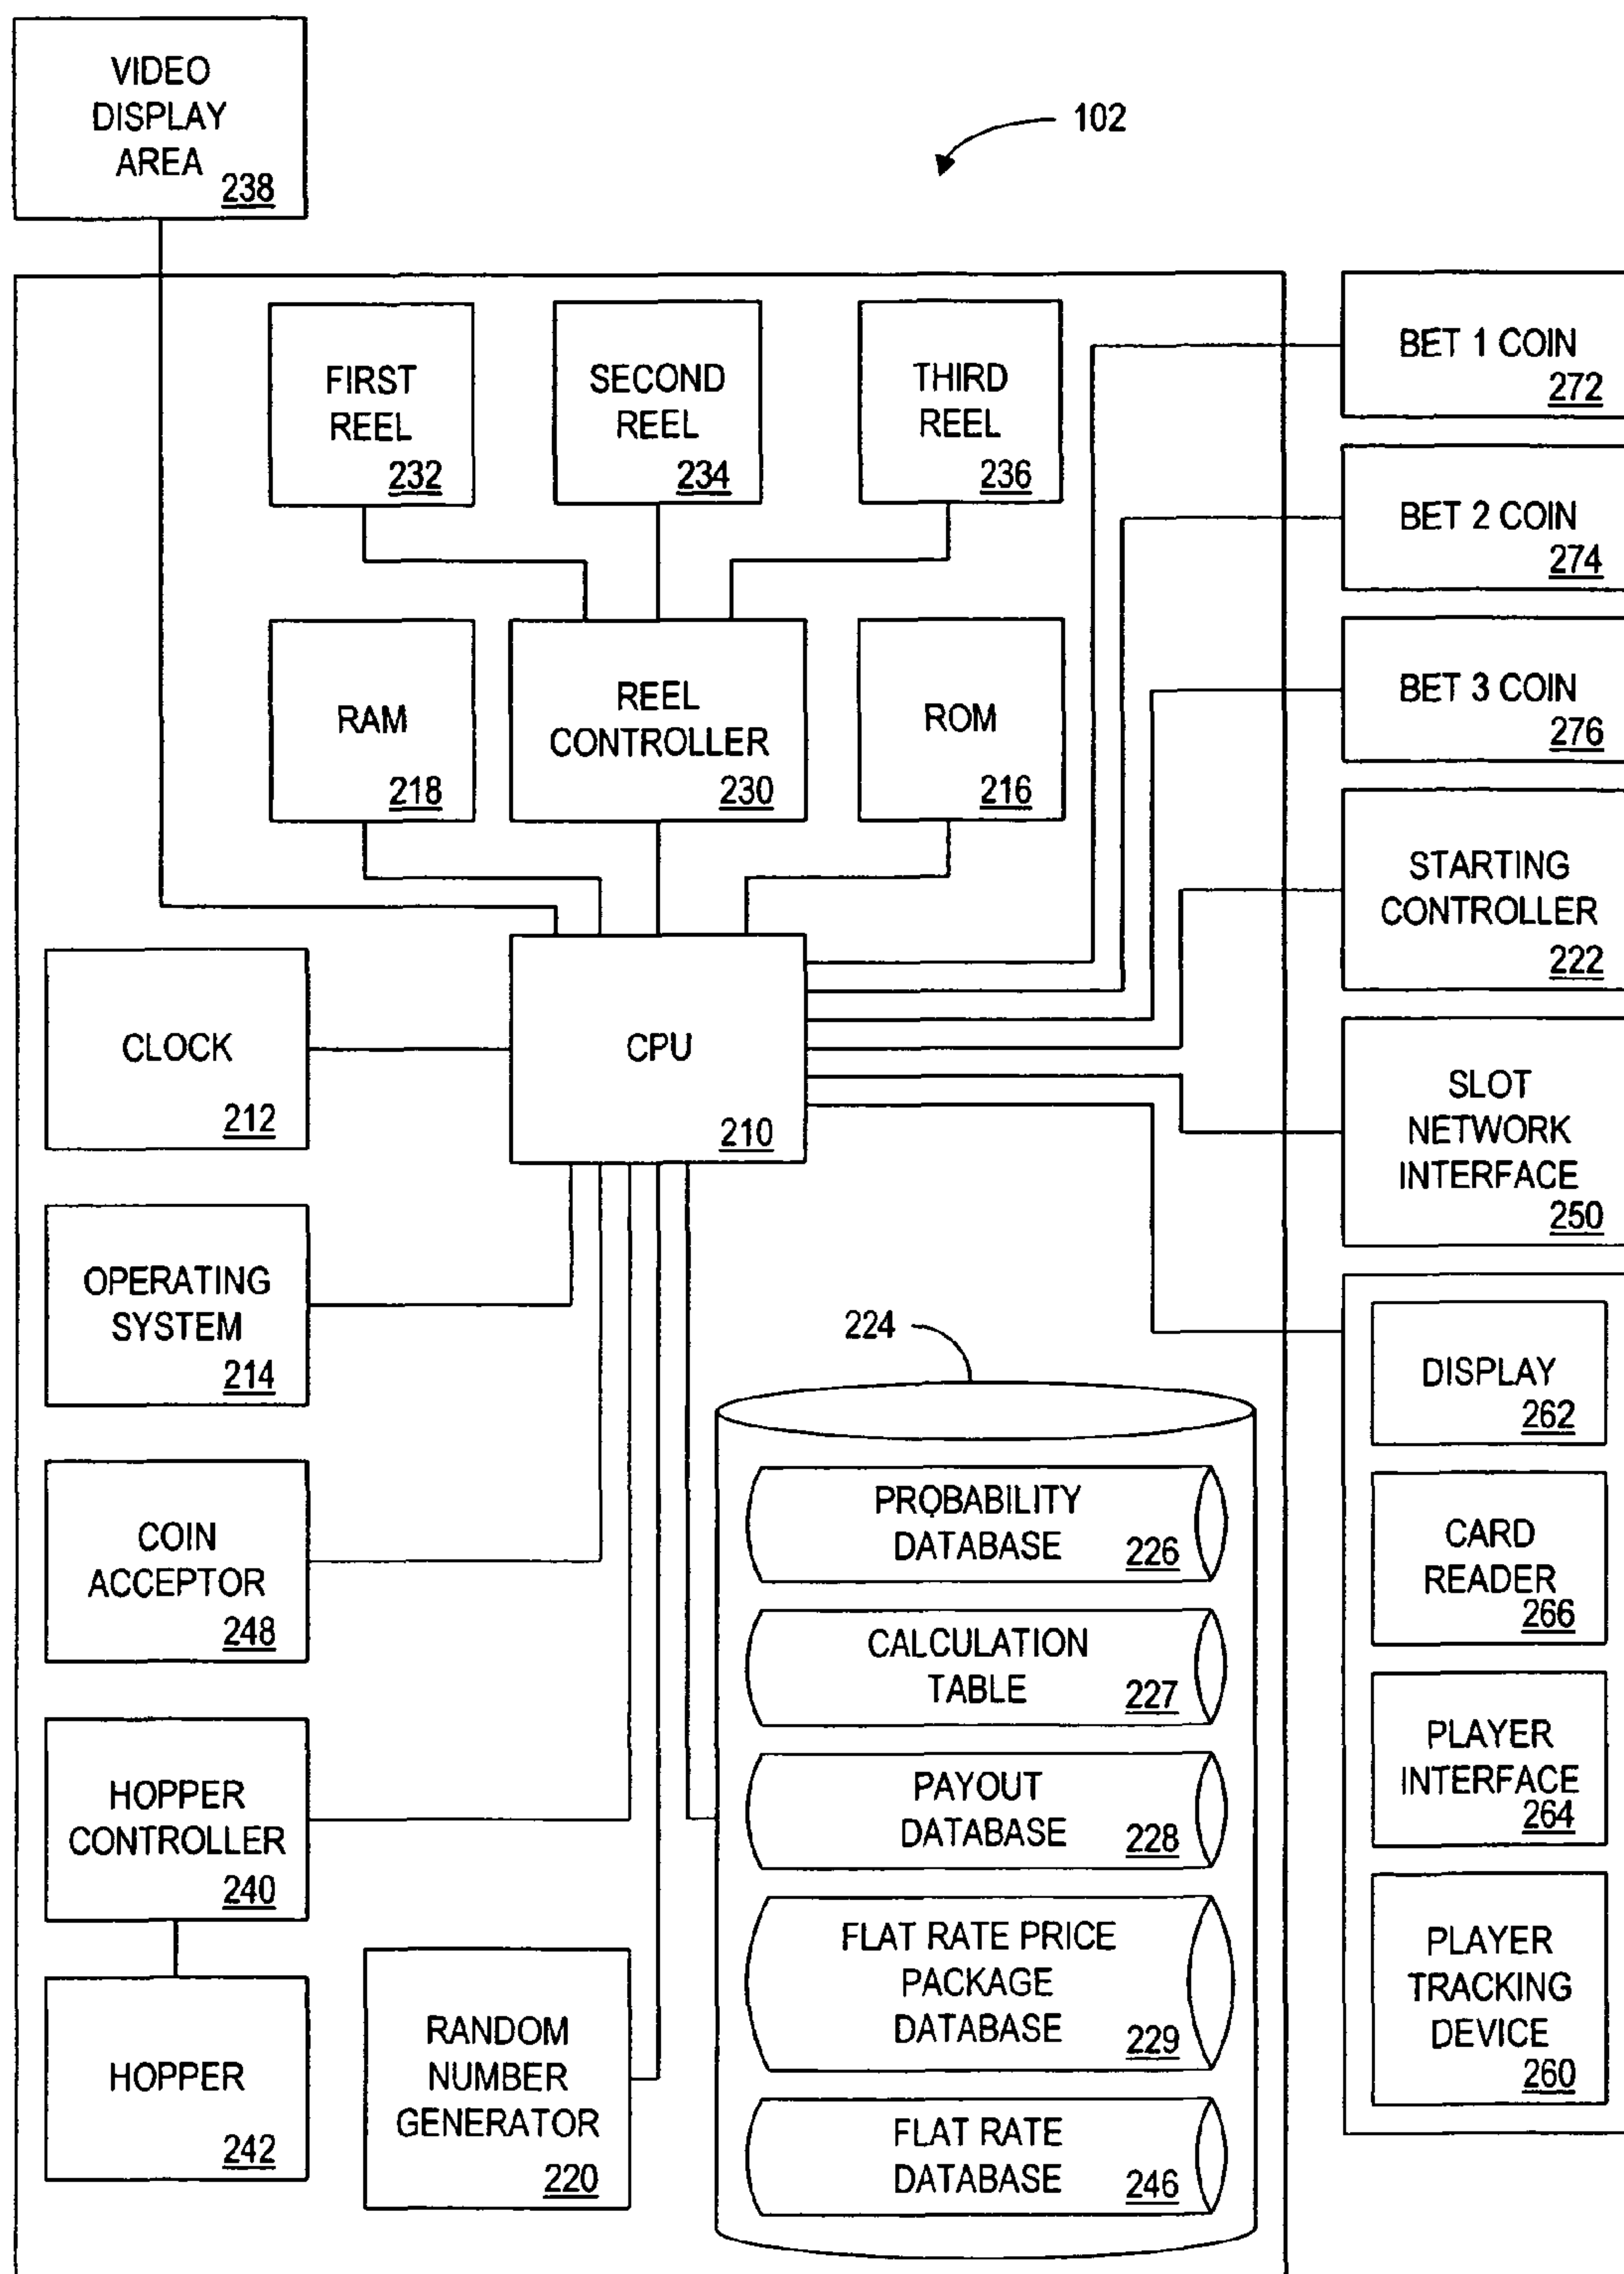 VIDEO
DISPLAY
AREA
238
102
FIRST
REEL
232
SECOND
REEL
234
THIRD
REEL
236
BET 1 COIN
272
BET 2 COIN
274
BET 3 COIN
276
RAM
218
REEL
CONTROLLER
230
ROM
216
STARTING
CONTROLLER
222
CLOCK
212
CPU
210
SLOT
NETWORK
INTERFACE
250
OPERATING
SYSTEM
214
224
DISPLAY
262
COIN
ACCEPTOR
248
PROBABILITY
DATABASE
226
CARD
READER
266
CALCULATION
TABLE
227
HOPPER
CONTROLLER
240
PAYOUT
DATABASE
228
PLAYER
INTERFACE
264
FLAT RATE PRICE
PACKAGE
DATABASE
229
PLAYER
TRACKING
DEVICE
260
HOPPER
242
RANDOM
NUMBER
GENERATOR
220
FLAT RATE
DATABASE
246